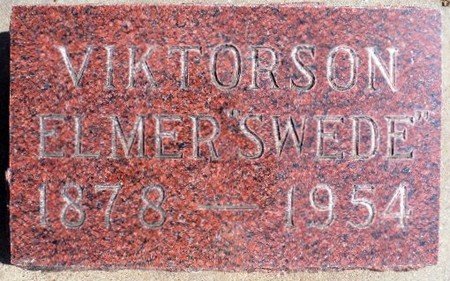 VIKTORSON
ELMER "SWEDE"
1878 — 1954